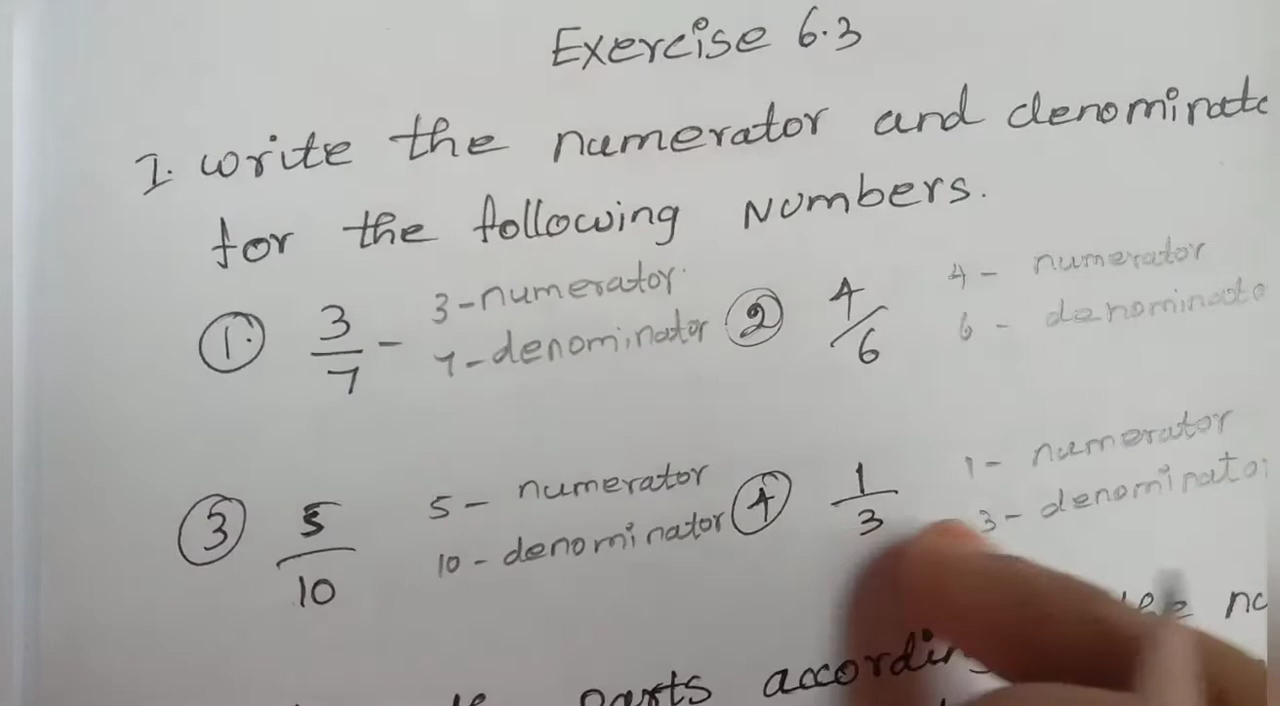 Exercise 6.3
I. write the numerator and denominato
for the following Numbers.
① 3/7 - 3-numerator
7-denominator
② 4/6 4 - numerator
6 - denominato
③ 5/10 5 - numerator
10 - denominator
④ 1/3 1 - numerator
3 - denominator
parts according